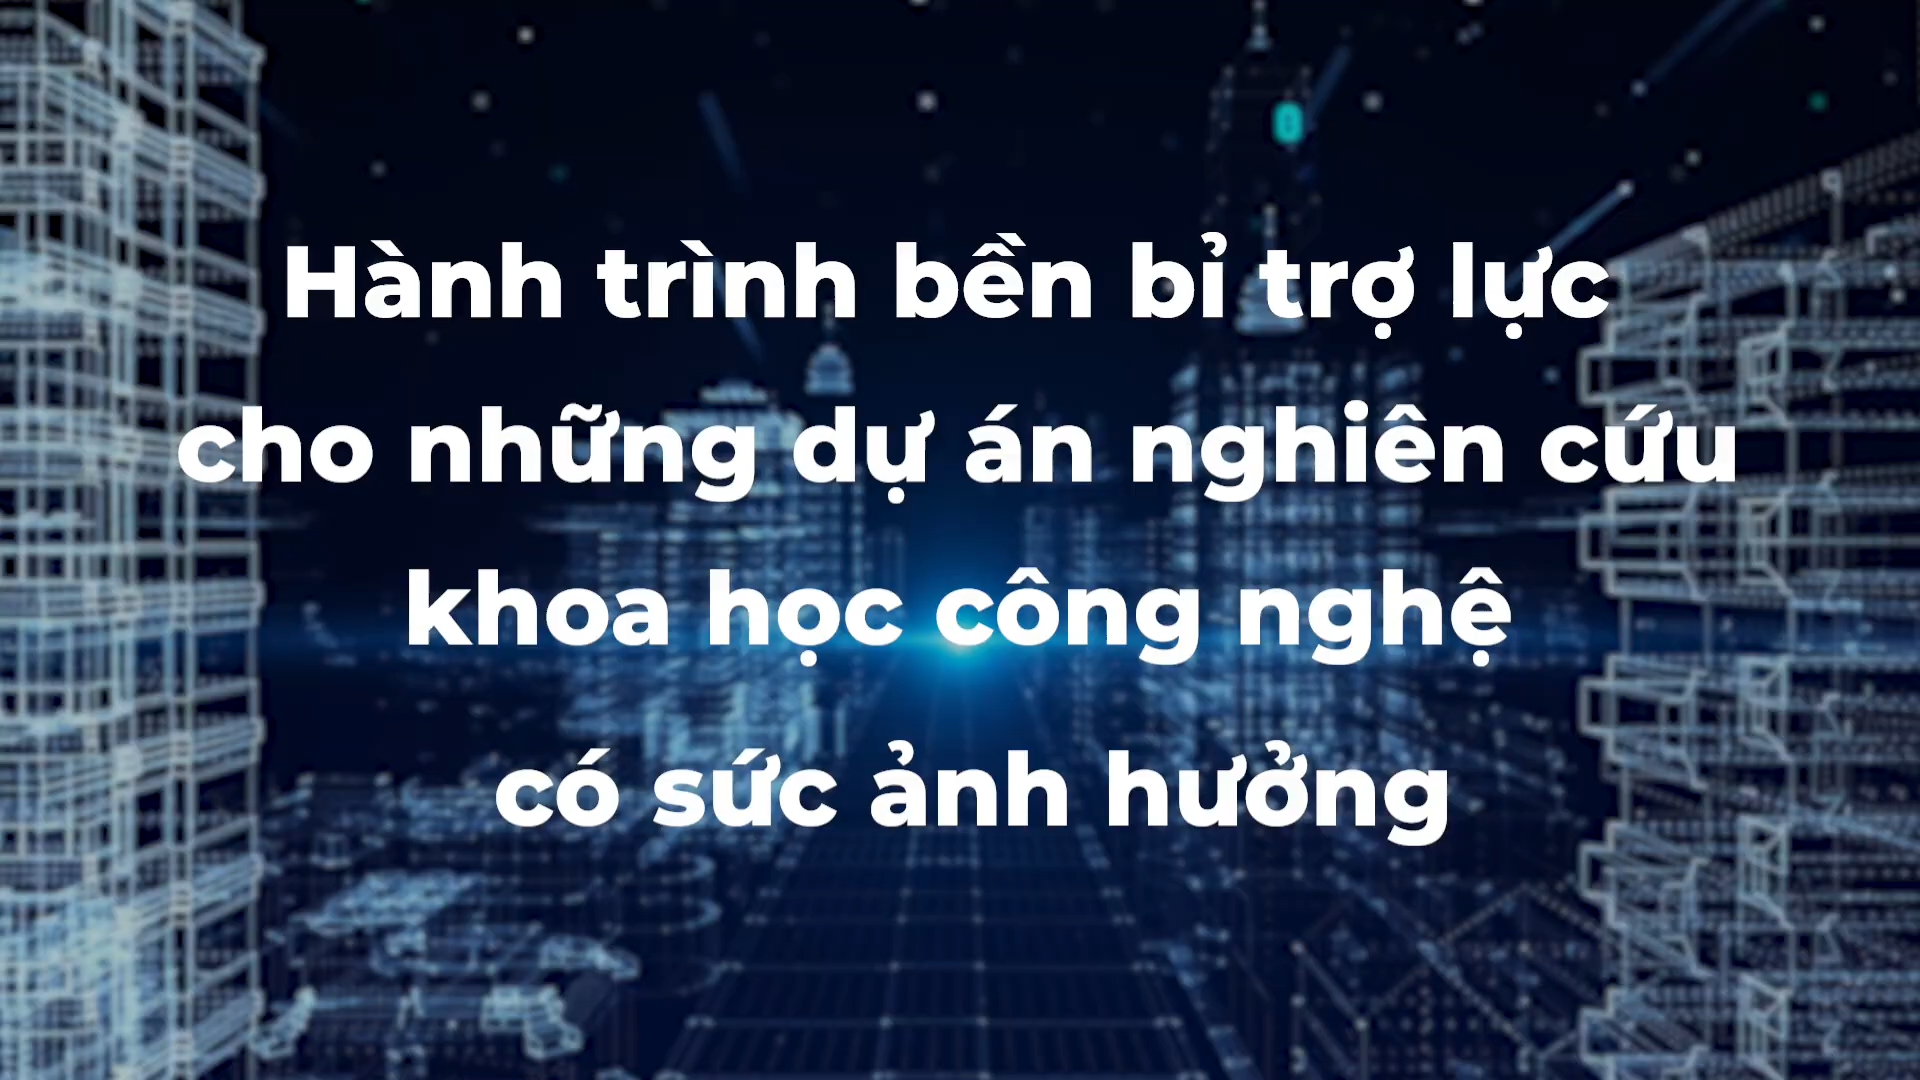 Hành trình bền bỉ trợ lực
cho những dự án nghiên cứu
khoa học công nghệ
có sức ảnh hưởng